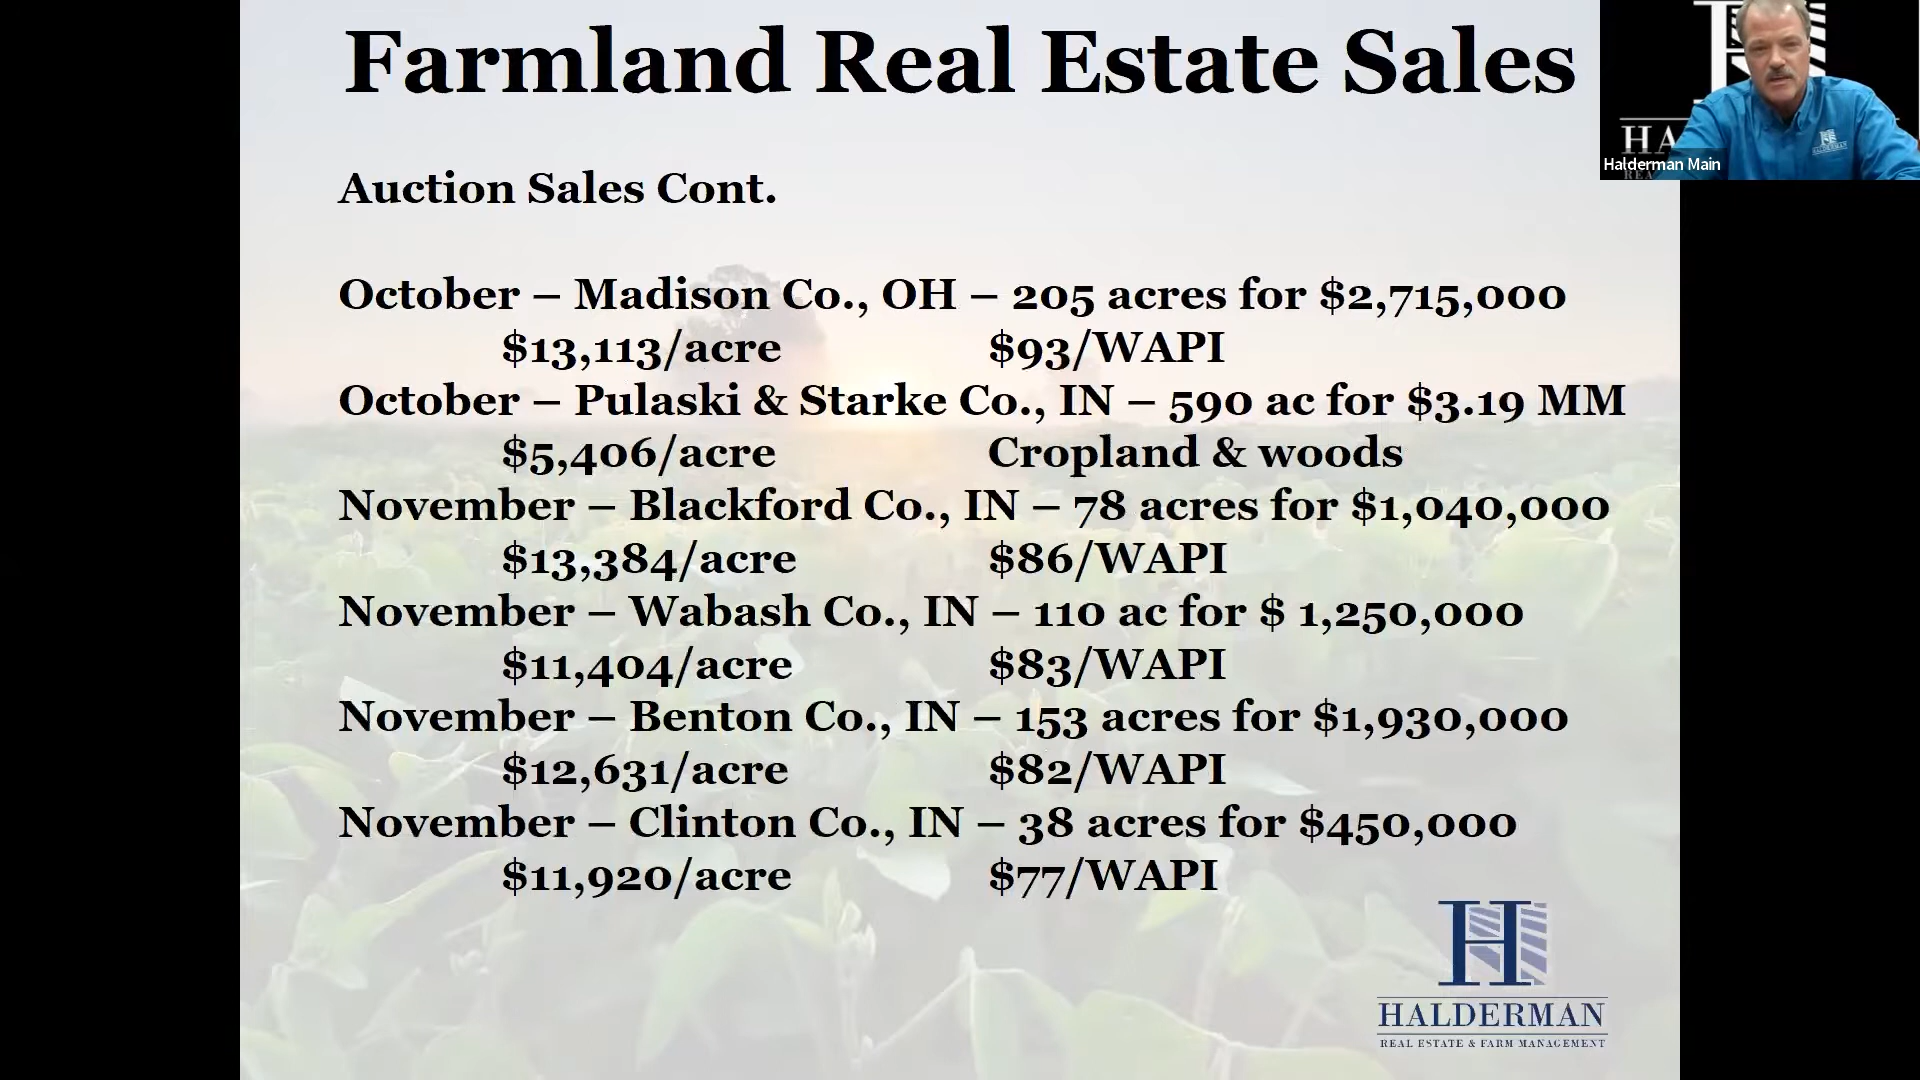 Farmland Real Estate Sales
Halderman Main
Auction Sales Cont.
October – Madison Co., OH – 205 acres for $2,715,000
$13,113/acre $93/WAPI
October – Pulaski & Starke Co., IN – 590 ac for $3.19 MM
$5,406/acre Cropland & woods
November – Blackford Co., IN – 78 acres for $1,040,000
$13,384/acre $86/WAPI
November – Wabash Co., IN – 110 ac for $ 1,250,000
$11,404/acre $83/WAPI
November – Benton Co., IN – 153 acres for $1,930,000
$12,631/acre $82/WAPI
November – Clinton Co., IN – 38 acres for $450,000
$11,920/acre $77/WAPI
H
HALDERMAN
REAL ESTATE & FARM MANAGEMENT